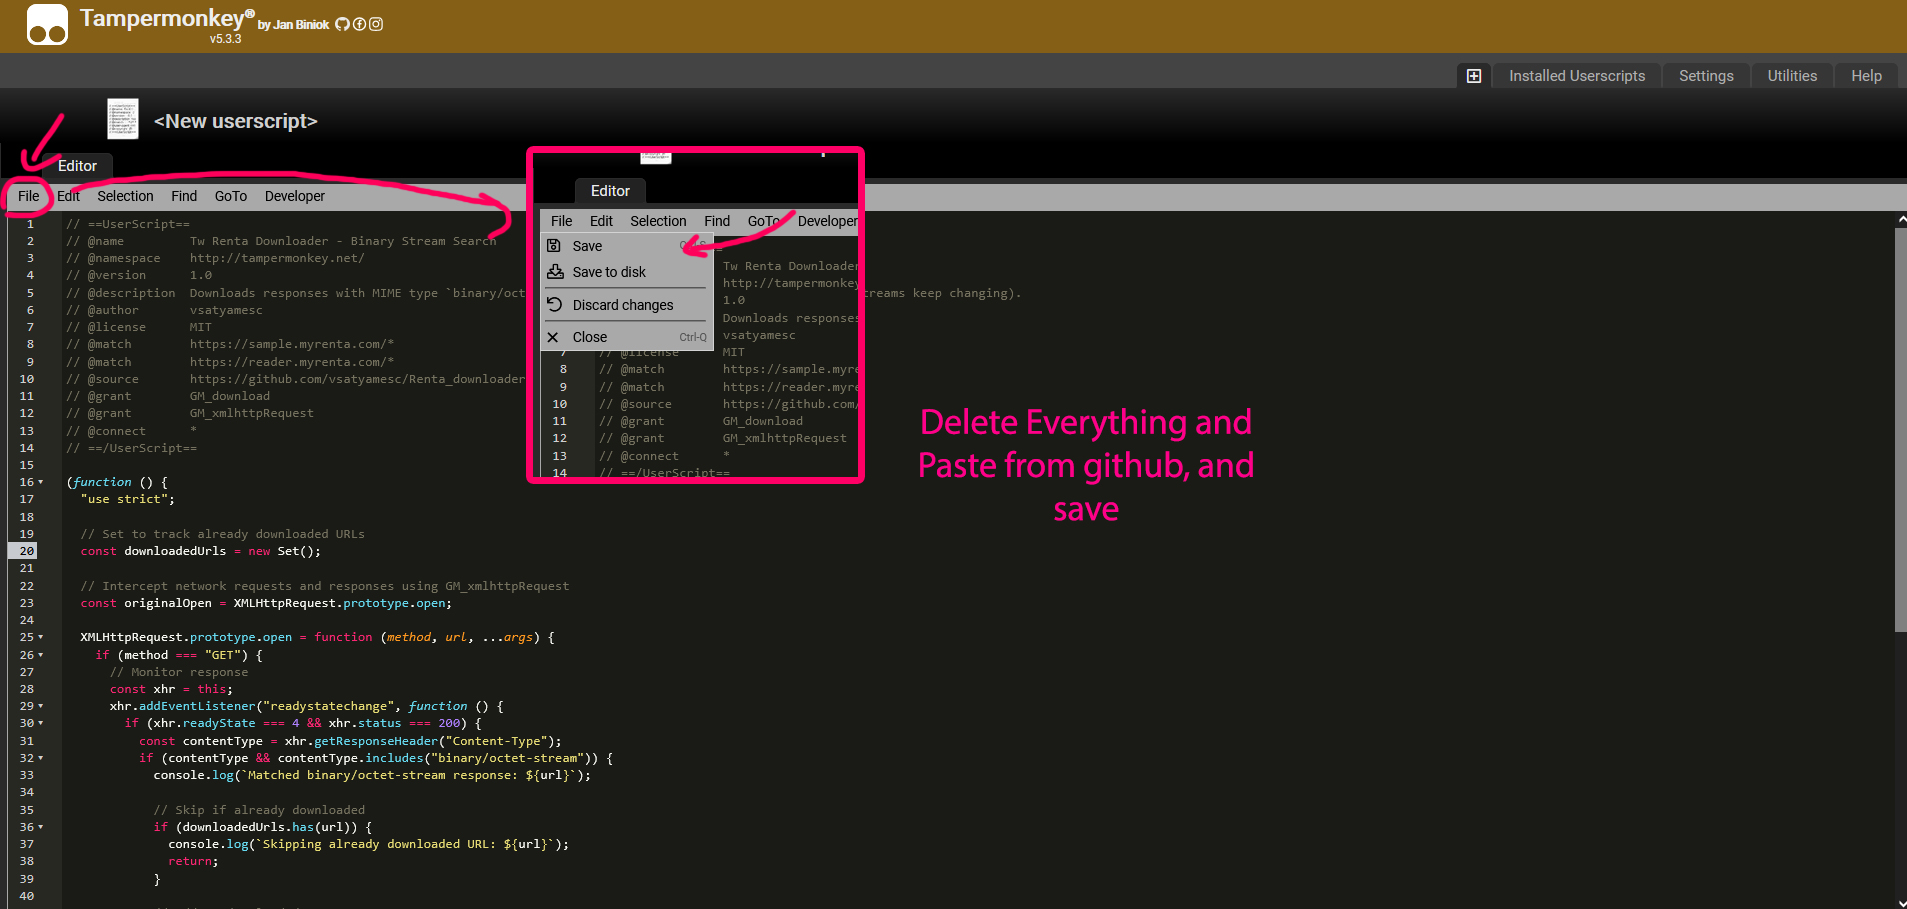 Tampermonkey® by Jan Biniok
v5.3.3
Installed Userscripts Settings Utilities Help
<New userscript>
Editor
File Edit Selection Find GoTo Developer
1 // ==UserScript==
2 // @name Tw Renta Downloader - Binary Stream Search
3 // @namespace http://tampermonkey.net/
4 // @version 1.0
5 // @description Downloads responses with MIME type `binary/oct
reams keep changing).
6 // @author vsatyamesc
7 // @license MIT
8 // @match https://sample.myrenta.com/*
9 // @match https://reader.myrenta.com/*
10 // @source https://github.com/vsatyamesc/Renta_downloader
11 // @grant GM_download
12 // @grant GM_xmlhttpRequest
13 // @connect *
14 // ==/UserScript==
15
16 (function () {
17 "use strict";
18
19 // Set to track already downloaded URLs
20 const downloadedUrls = new Set();
21
22 // Intercept network requests and responses using GM_xmlhttpRequest
23 const originalOpen = XMLHttpRequest.prototype.open;
24
25 XMLHttpRequest.prototype.open = function (method, url, ...args) {
26 if (method === "GET") {
27 // Monitor response
28 const xhr = this;
29 xhr.addEventListener("readystatechange", function () {
30 if (xhr.readyState === 4 && xhr.status === 200) {
31 const contentType = xhr.getResponseHeader("Content-Type");
32 if (contentType && contentType.includes("binary/octet-stream")) {
33 console.log(`Matched binary/octet-stream response: ${url}`);
34
35 // Skip if already downloaded
36 if (downloadedUrls.has(url)) {
37 console.log(`Skipping already downloaded URL: ${url}`);
38 return;
39 }
40
Editor
File Edit Selection Find GoTo Developer
Save
Save to disk
Discard changes
Close Ctrl-Q
Tw Renta Downloader
http://tampermonkey
1.0
Downloads responses
vsatyamesc
7 // @license MIT
8 // @match https://sample.myre
9 // @match https://reader.myre
10 // @source https://github.com/
11 // @grant GM_download
12 // @grant GM_xmlhttpRequest
13 // @connect *
14 // ==/UserScript==
Delete Everything and
Paste from github, and
save